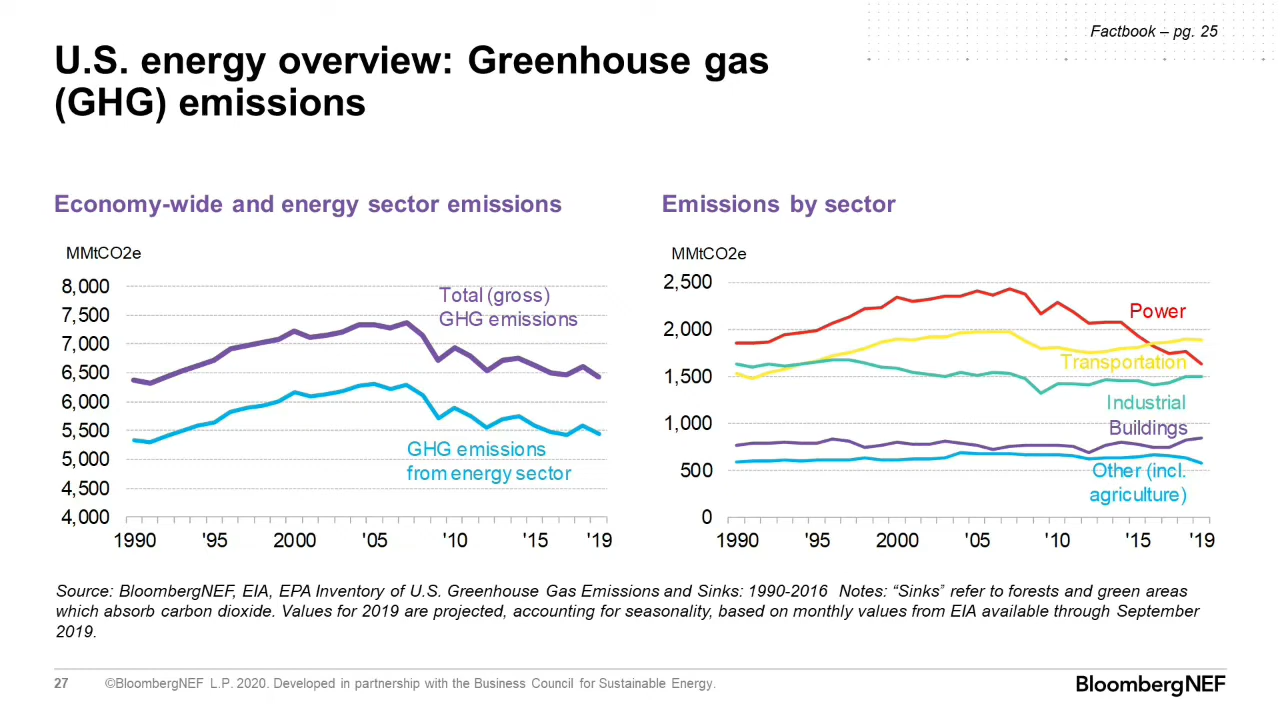 Factbook – pg. 25
U.S. energy overview: Greenhouse gas
(GHG) emissions
Economy-wide and energy sector emissions
MMtCO2e
8,000
7,500
7,000
6,500
6,000
5,500
5,000
4,500
4,000
Total (gross)
GHG emissions
GHG emissions
from energy sector
1990 '95 2000 '05 '10 '15 '19
Emissions by sector
MMtCO2e
2,500
2,000
1,500
1,000
500
0
Power
Transportation
Industrial
Buildings
Other (incl.
agriculture)
1990 '95 2000 '05 '10 '15 '19
Source: BloombergNEF, EIA, EPA Inventory of U.S. Greenhouse Gas Emissions and Sinks: 1990-2016 Notes: “Sinks” refer to forests and green areas
which absorb carbon dioxide. Values for 2019 are projected, accounting for seasonality, based on monthly values from EIA available through September
2019.
27 ©BloombergNEF L.P. 2020. Developed in partnership with the Business Council for Sustainable Energy.
BloombergNEF